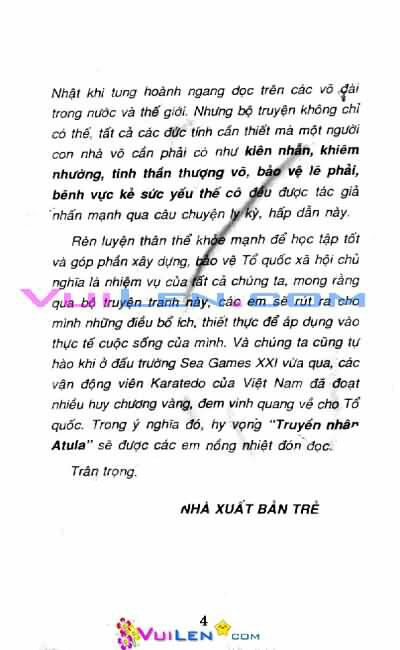 Nhật khi tung hoành ngang dọc trên các võ đài
trong nước và thế giới. Nhưng bộ truyện không chỉ
có thế, tất cả các đức tính cần thiết mà một người
con nhà võ cần phải có như kiên nhẫn, khiêm
nhường, tinh thần thượng võ, bảo vệ lẽ phải,
bênh vực kẻ sức yếu thế cô đều được tác giả
nhấn mạnh qua câu chuyện ly kỳ, hấp dẫn này.
Rèn luyện thân thể khỏe mạnh để học tập tốt
và góp phần xây dựng, bảo vệ Tổ quốc xã hội chủ
nghĩa là nhiệm vụ của tất cả chúng ta, mong rằng
qua bộ truyện tranh này, các em sẽ rút ra cho
mình những điều bổ ích, thiết thực để áp dụng vào
thực tế cuộc sống của mình. Và chúng ta cũng tự
hào khi ở đấu trường Sea Games XXI vừa qua, các
vận động viên Karatedo của Việt Nam đã đoạt
nhiều huy chương vàng, đem vinh quang về cho Tổ
quốc. Trong ý nghĩa đó, hy vọng "Truyền nhân
Atula" sẽ được các em nồng nhiệt đón đọc.
Trân trọng.
NHÀ XUẤT BẢN TRẺ
4
VUILEN.COM
VUILEN.COM